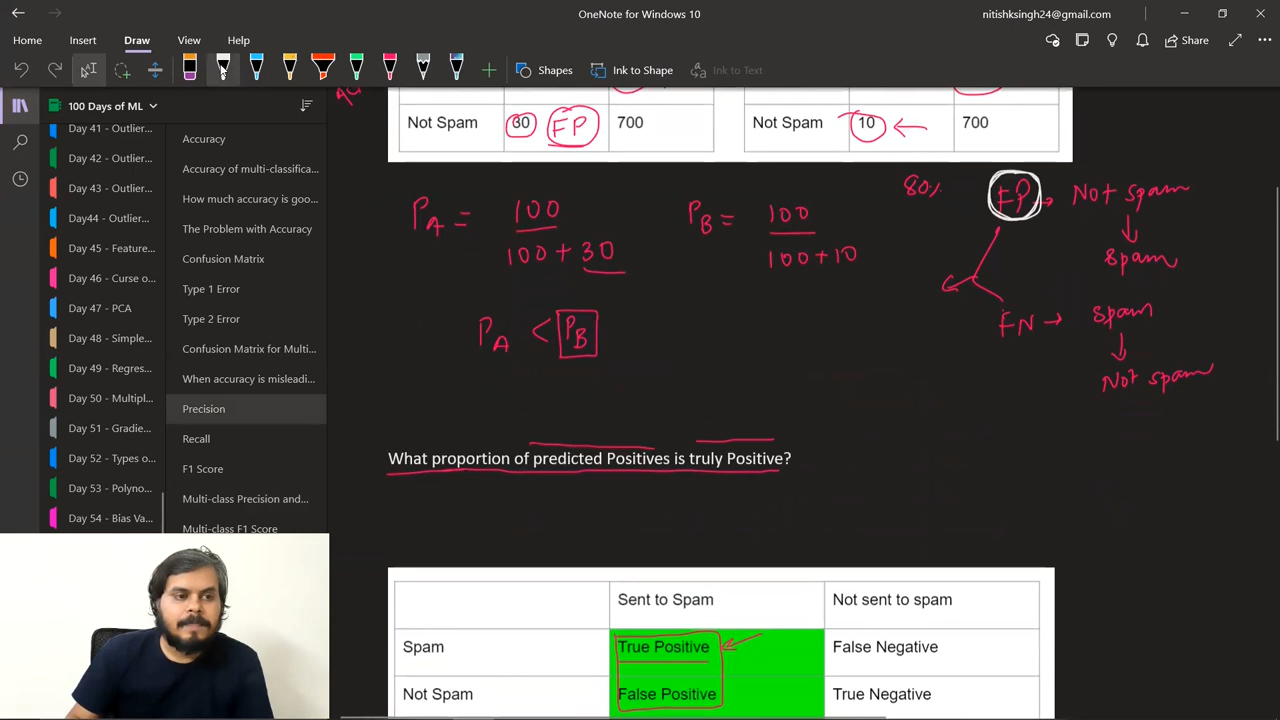 OneNote for Windows 10
nitishksingh24@gmail.com
Home Insert Draw View Help
Share
Shapes Ink to Shape Ink to Text
100 Days of ML
Day 41 - Outlier...
Day 42 - Outlier...
Day 43 - Outlier...
Day44 - Outlier...
Day 45 - Feature...
Day 46 - Curse o...
Day 47 - PCA
Day 48 - Simple...
Day 49 - Regres...
Day 50 - Multipl...
Day 51 - Gradie...
Day 52 - Types o...
Day 53 - Polyno...
Day 54 - Bias Va...
Accuracy
Accuracy of multi-classifica...
How much accuracy is goo...
The Problem with Accuracy
Confusion Matrix
Type 1 Error
Type 2 Error
Confusion Matrix for Multi...
When accuracy is misleadi...
Precision
Recall
F1 Score
Multi-class Precision and...
Multi-class F1 Score
Not Spam 30 FP 700
Not Spam 10 700
PA = 100
100 + 30
PB = 100
100 + 10
80%
FP Not spam
spam
FN spam
Not spam
PA < PB
What proportion of predicted Positives is truly Positive?
Sent to Spam Not sent to spam
Spam True Positive False Negative
Not Spam False Positive True Negative